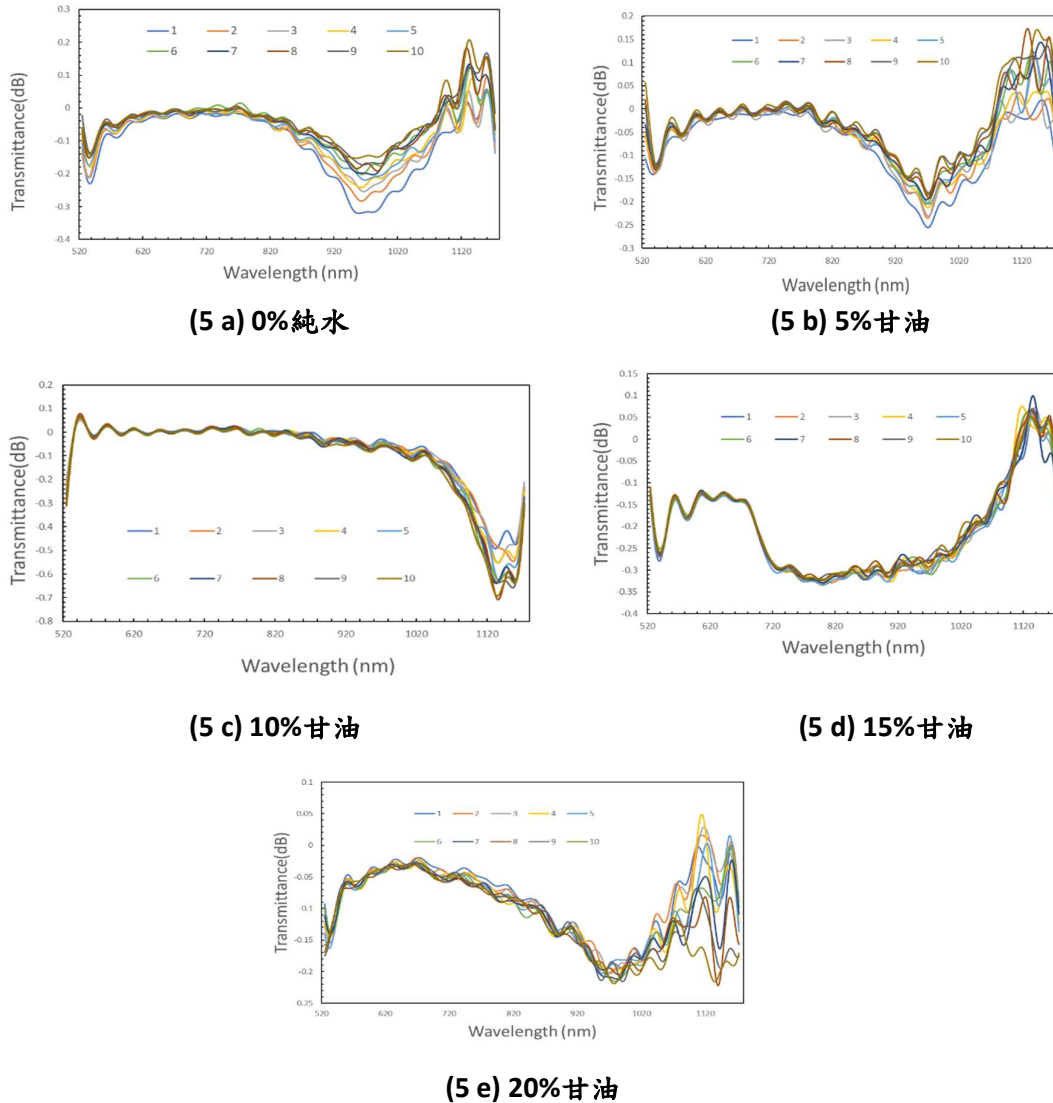 0.3
0.2
0.1
0
-0.1
-0.2
-0.3
-0.4
Transmittance(dB)
1 2 3 4 5
6 7 8 9 10
520 620 720 820 920 1020 1120
Wavelength (nm)
(5 a) 0%純水
0.2
0.15
0.1
0.05
0
-0.05
-0.1
-0.15
-0.2
-0.25
-0.3
Transmittance(dB)
1 2 3 4 5
6 7 8 9 10
520 620 720 820 920 1020 1120
Wavelength (nm)
(5 b) 5%甘油
0.2
0.1
0
-0.1
-0.2
-0.3
-0.4
-0.5
-0.6
-0.7
-0.8
Transmittance(dB)
1 2 3 4 5
6 7 8 9 10
520 620 720 820 920 1020 1120
Wavelength (nm)
(5 c) 10%甘油
0.15
0.1
0.05
0
-0.05
-0.1
-0.15
-0.2
-0.25
-0.3
-0.35
-0.4
Transmittance(dB)
1 2 3 4 5
6 7 8 9 10
520 620 720 820 920 1020 1120
Wavelength (nm)
(5 d) 15%甘油
0.1
0.05
0
-0.05
-0.1
-0.15
-0.2
0.25
Transmittance(dB)
1 2 3 4 5
6 7 8 9 10
520 620 720 820 920 1020 1120
Wavelength (nm)
(5 e) 20%甘油